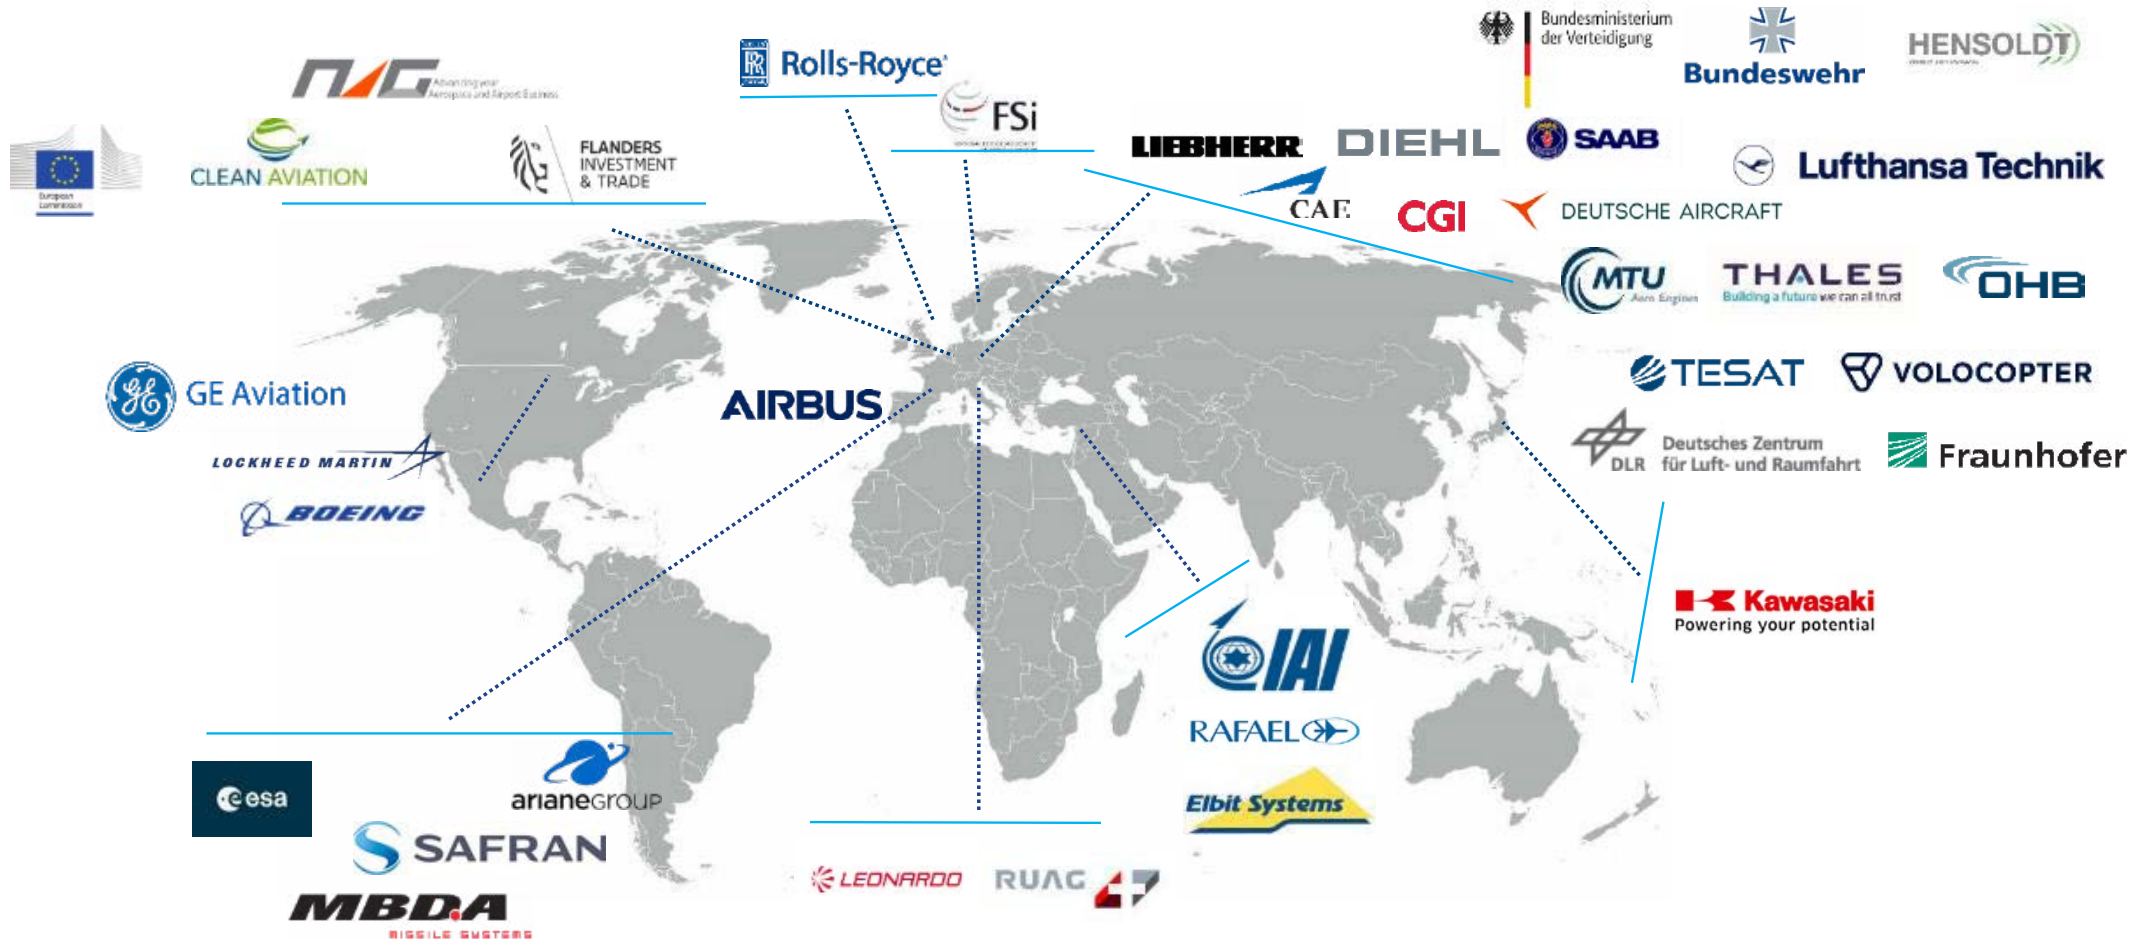 NAG
Advancing your
Aerospace and Airport Business
European
Commission
CLEAN AVIATION
FLANDERS
INVESTMENT
& TRADE
Rolls-Royce
FSi
Bundesministerium
der Verteidigung
Bundeswehr
HENSOLDT
LIEBHERR
DIEHL
SAAB
Lufthansa Technik
CAE
CGI
DEUTSCHE AIRCRAFT
MTU
Aero Engines
THALES
Building a future we can all trust
OHB
GE Aviation
LOCKHEED MARTIN
BOEING
AIRBUS
TESAT
VOLOCOPTER
DLR
Deutsches Zentrum
für Luft- und Raumfahrt
Fraunhofer
Kawasaki
Powering your potential
IAI
RAFAEL
Elbit Systems
esa
arianeGROUP
SAFRAN
MBDA
MISSILE SYSTEMS
LEONARDO
RUAG